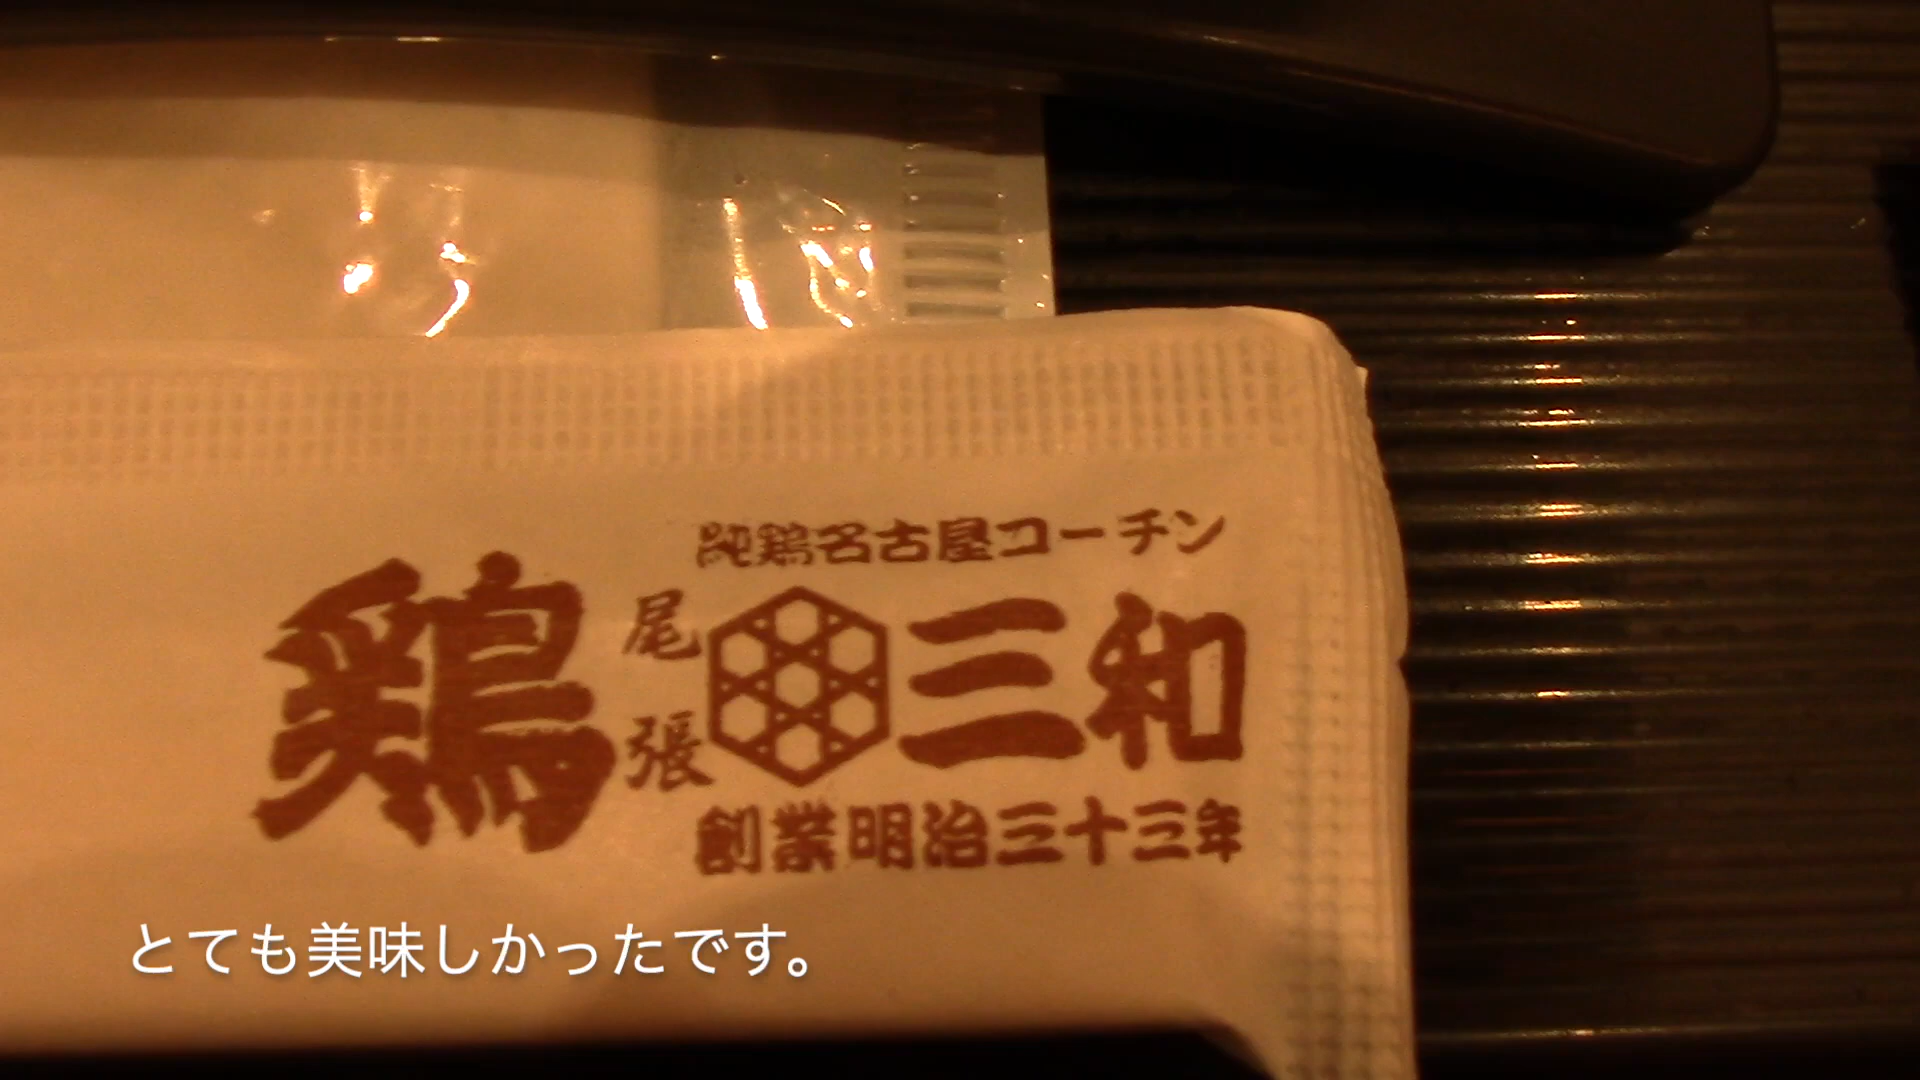 純鶏名古屋コーチン
鶏 尾張 三和
創業明治三十三年
とても美味しかったです。